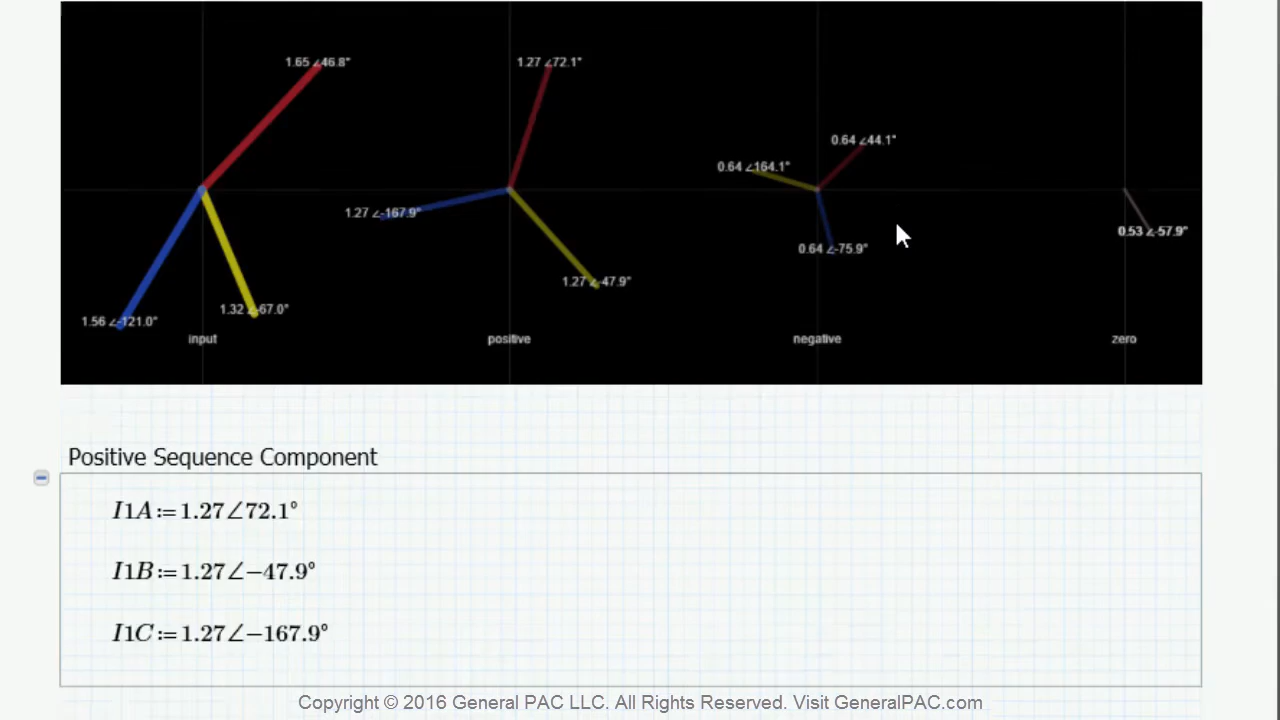 1.65 ∠46.8°
1.56 ∠-121.0°
1.32 ∠-67.0°
input
1.27 ∠72.1°
1.27 ∠-167.9°
1.27 ∠-47.9°
positive
0.64 ∠44.1°
0.64 ∠164.1°
0.64 ∠-75.9°
negative
0.53 ∠-57.9°
zero
Positive Sequence Component
I1A:=1.27∠72.1°
I1B:=1.27∠−47.9°
I1C:=1.27∠−167.9°
Copyright © 2016 General PAC LLC. All Rights Reserved. Visit GeneralPAC.com